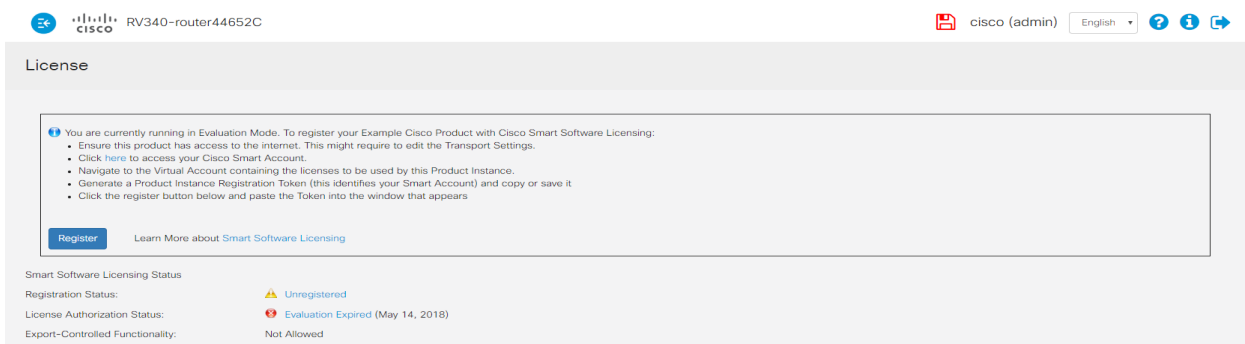 CISCO RV340-router44652C cisco (admin) English
License
You are currently running in Evaluation Mode. To register your Example Cisco Product with Cisco Smart Software Licensing:
• Ensure this product has access to the internet. This might require to edit the Transport Settings.
• Click here to access your Cisco Smart Account.
• Navigate to the Virtual Account containing the licenses to be used by this Product Instance.
• Generate a Product Instance Registration Token (this identifies your Smart Account) and copy or save it
• Click the register button below and paste the Token into the window that appears
Register Learn More about Smart Software Licensing
Smart Software Licensing Status
Registration Status: Unregistered
License Authorization Status: Evaluation Expired (May 14, 2018)
Export-Controlled Functionality: Not Allowed